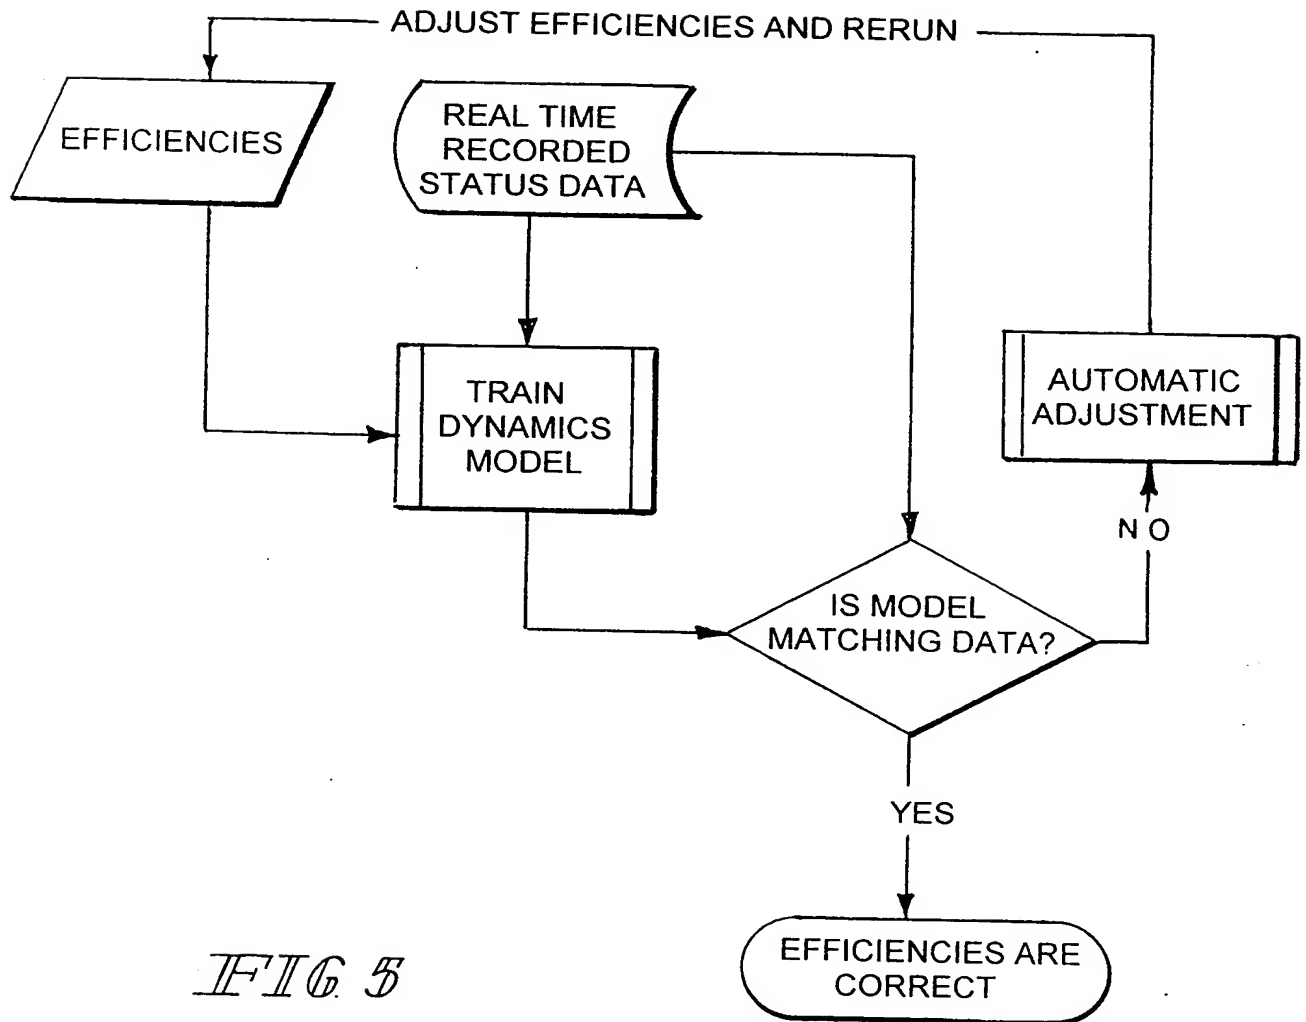 ADJUST EFFICIENCIES AND RERUN
EFFICIENCIES
REAL TIME
RECORDED
STATUS DATA
TRAIN
DYNAMICS
MODEL
AUTOMATIC
ADJUSTMENT
NO
IS MODEL
MATCHING DATA?
YES
EFFICIENCIES ARE
CORRECT
FIG. 5